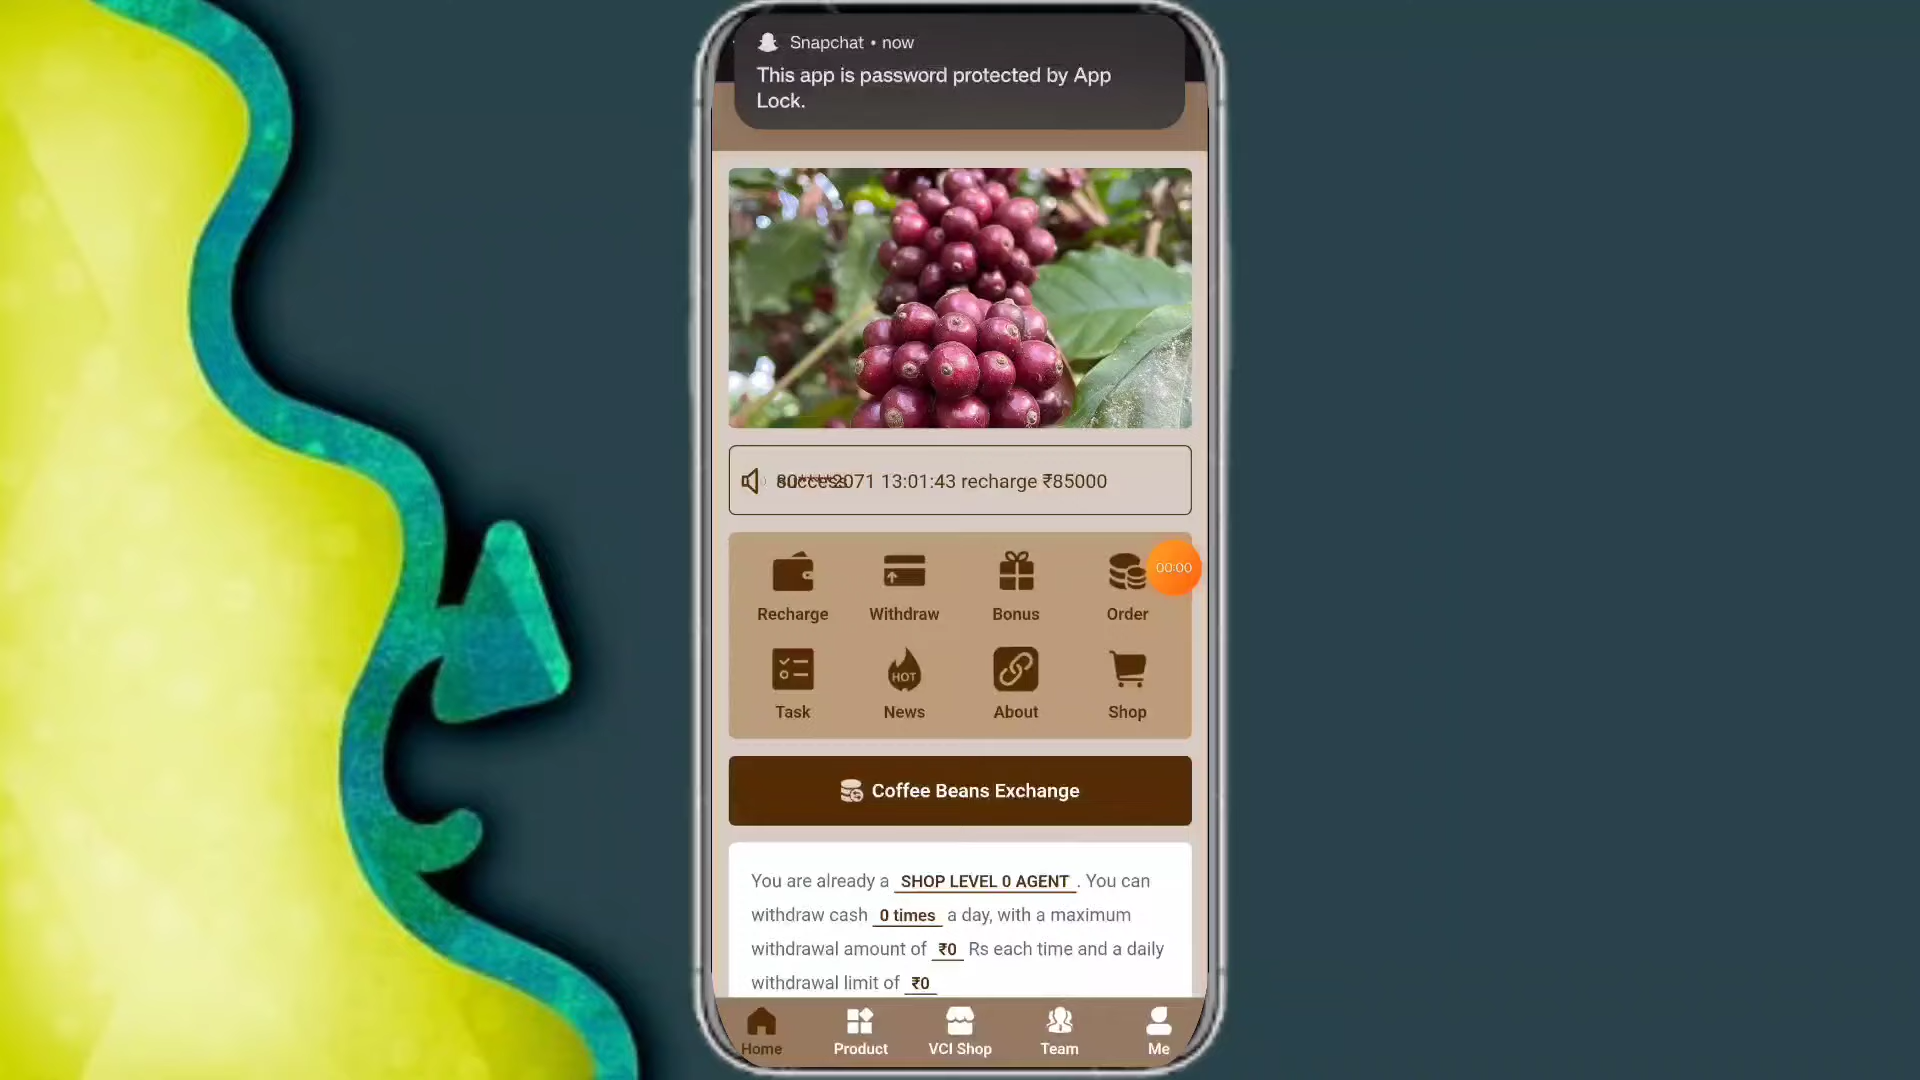 Snapchat • now
This app is password protected by App
Lock.
success 2071 13:01:43 recharge ₹85000
00:00
Recharge Withdraw Bonus Order
HOT
Task News About Shop
Coffee Beans Exchange
You are already a SHOP LEVEL 0 AGENT . You can
withdraw cash 0 times a day, with a maximum
withdrawal amount of ₹0 Rs each time and a daily
withdrawal limit of ₹0
Home Product VCI Shop Team Me